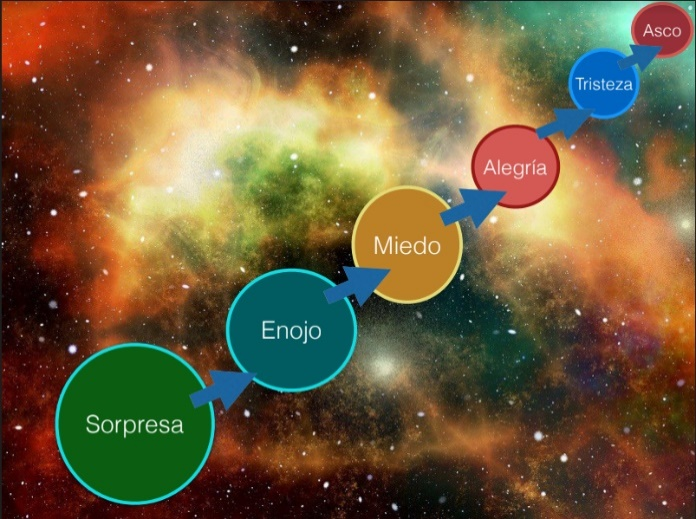 Sorpresa
Enojo
Miedo
Alegría
Tristeza
Asco